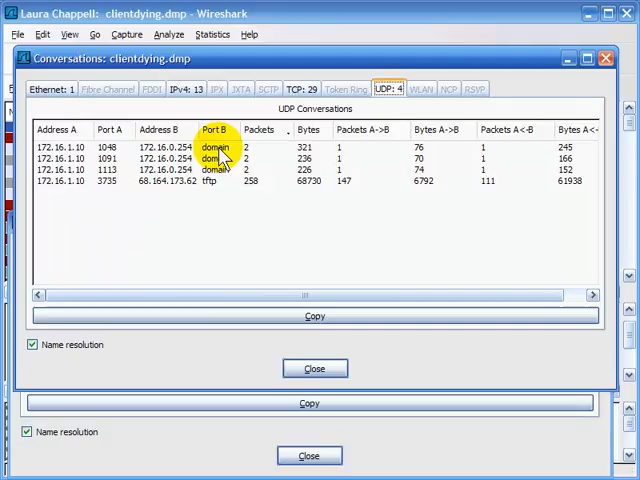 Laura Chappell: clientdying.dmp - Wireshark
File Edit View Go Capture Analyze Statistics Help
Conversations: clientdying.dmp
Ethernet: 1 Fibre Channel FDDI IPv4: 13 IPX JXTA SCTP TCP: 29 Token Ring UDP: 4 WLAN NCP RSVP
UDP Conversations
Address A Port A Address B Port B Packets Bytes Packets A->B Bytes A->B Packets A<-B Bytes A<-
172.16.1.10 1048 172.16.0.254 domain 2 321 1 76 1 245
172.16.1.10 1091 172.16.0.254 domain 2 236 1 70 1 166
172.16.1.10 1113 172.16.0.254 domain 2 226 1 74 1 152
172.16.1.10 3735 68.164.173.62 tftp 258 68730 147 6792 111 61938
Copy
Name resolution
Close
Copy
Name resolution
Close